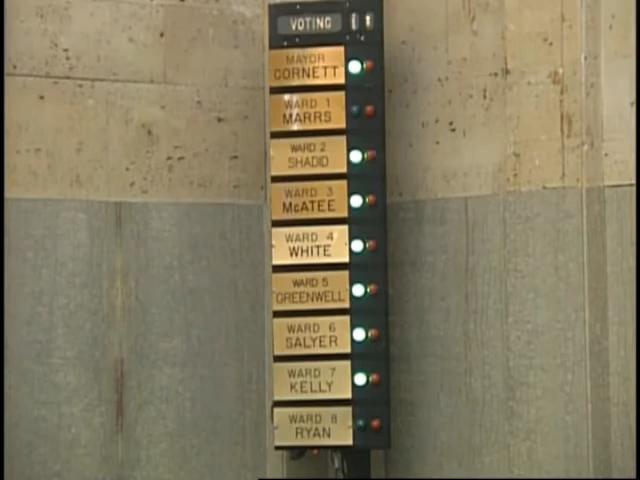 VOTING
MAYOR
CORNETT
WARD 1
MARRS
WARD 2
SHADID
WARD 3
McATEE
WARD 4
WHITE
WARD 5
GREENWELL
WARD 6
SALYER
WARD 7
KELLY
WARD 8
RYAN